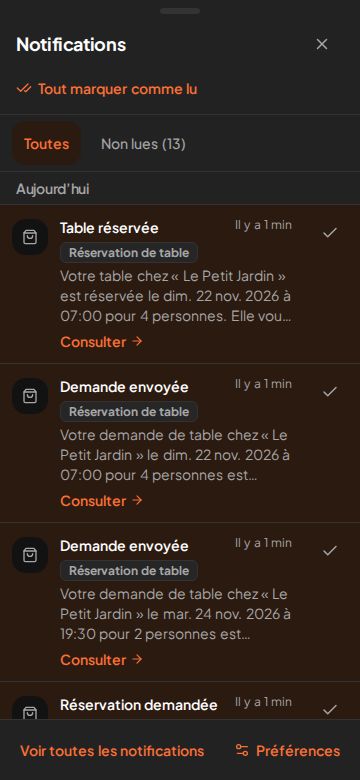 Notifications
Tout marquer comme lu
Toutes
Non lues (13)
Aujourd'hui
Table réservée
Il y a 1 min
Réservation de table
Votre table chez « Le Petit Jardin »
est réservée le dim. 22 nov. 2026 à
07:00 pour 4 personnes. Elle vou…
Consulter →
Demande envoyée
Il y a 1 min
Réservation de table
Votre demande de table chez « Le
Petit Jardin » le dim. 22 nov. 2026 à
07:00 pour 4 personnes est…
Consulter →
Demande envoyée
Il y a 1 min
Réservation de table
Votre demande de table chez « Le
Petit Jardin » le mar. 24 nov. 2026 à
19:30 pour 2 personnes est…
Consulter →
Réservation demandée
Il y a 1 min
Voir toutes les notifications
Préférences